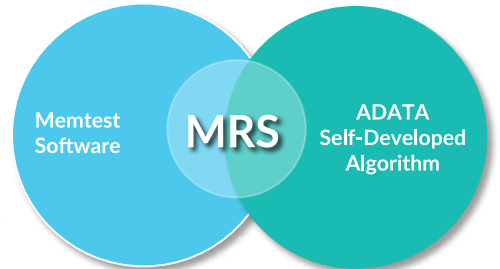 Memtest
Software
MRS
ADATA
Self-Developed
Algorithm